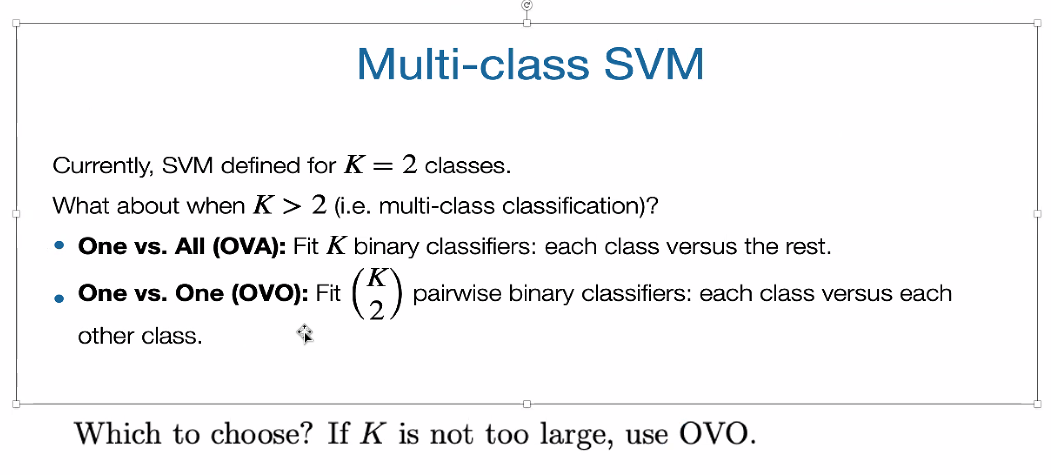 Multi-class SVM
Currently, SVM defined for K = 2 classes.
What about when K > 2 (i.e. multi-class classification)?
• One vs. All (OVA): Fit K binary classifiers: each class versus the rest.
• One vs. One (OVO): Fit (K 2) pairwise binary classifiers: each class versus each
other class.
Which to choose? If K is not too large, use OVO.